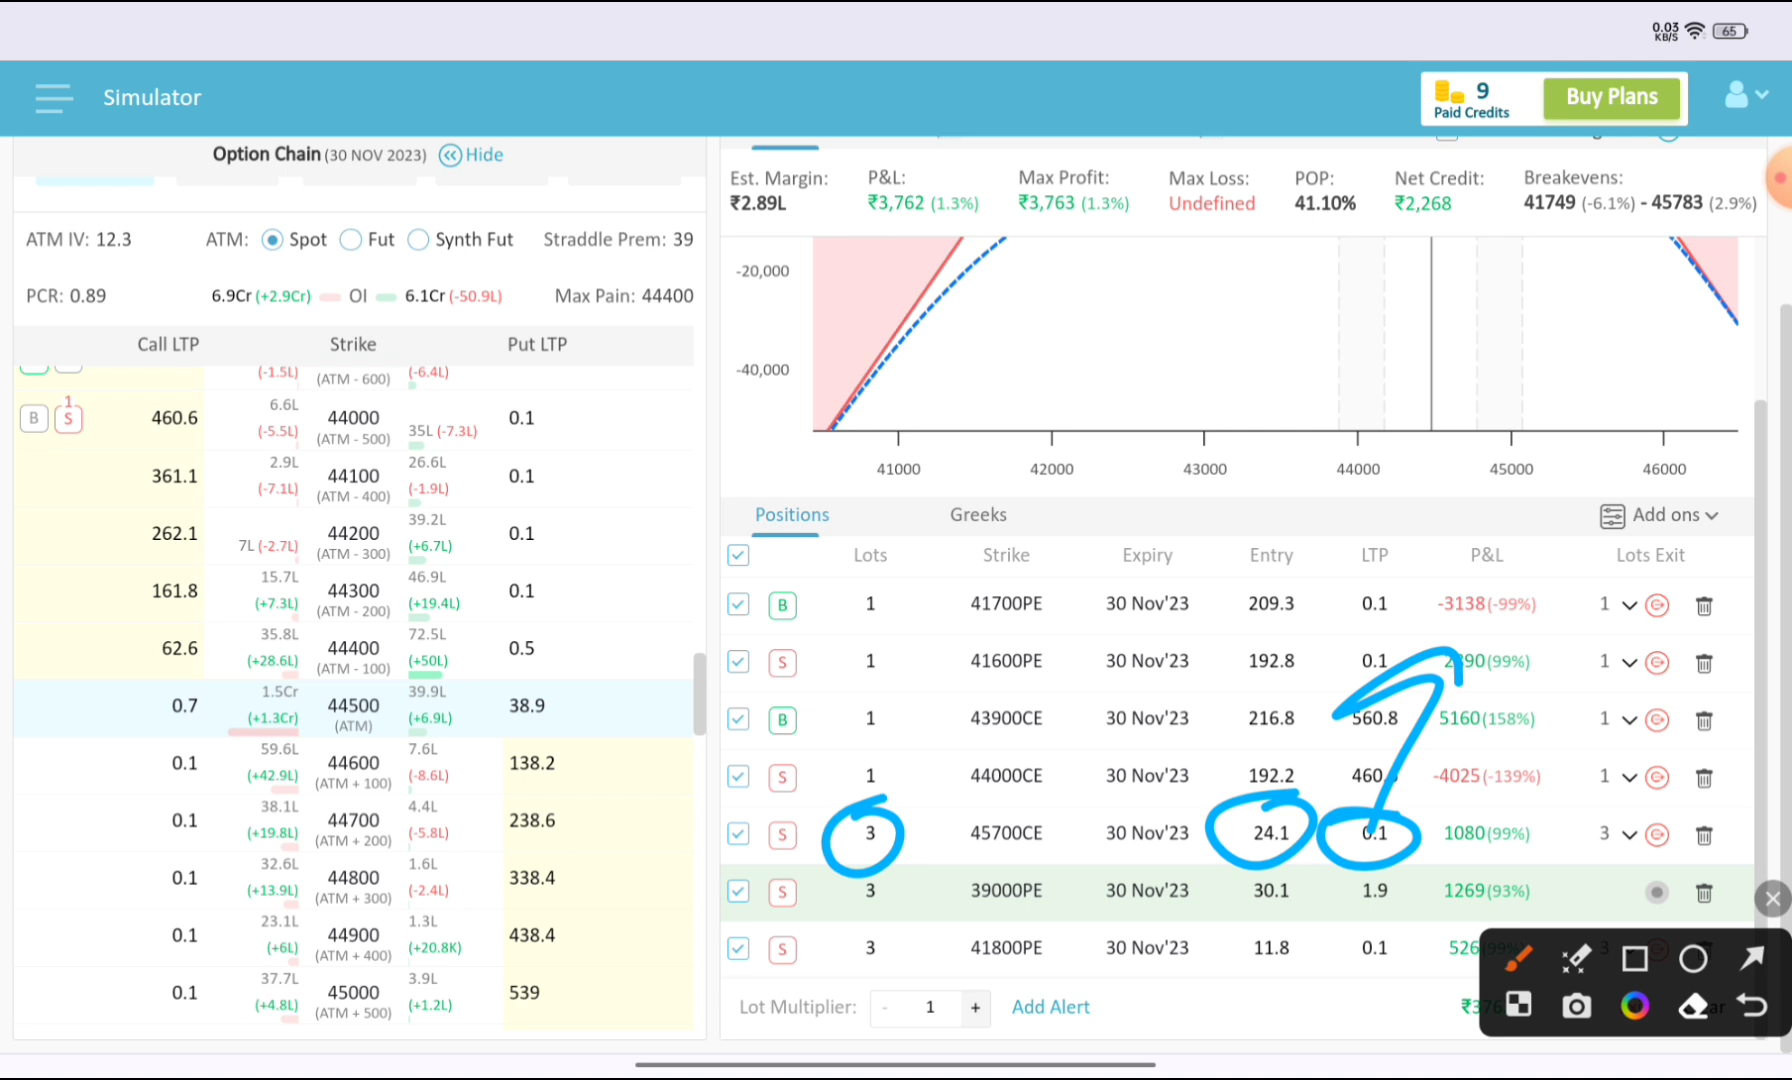 0.03
KB/S
65
Simulator
9
Paid Credits
Buy Plans
Option Chain (30 NOV 2023) Hide
Est. Margin: P&L: Max Profit: Max Loss: POP: Net Credit: Breakevens:
₹2.89L ₹3,762 (1.3%) ₹3,763 (1.3%) Undefined 41.10% ₹2,268 41749 (-6.1%) - 45783 (2.9%)
ATM IV: 12.3 ATM: Spot Fut Synth Fut Straddle Prem: 39
PCR: 0.89 6.9Cr (+2.9Cr) OI 6.1Cr (-50.9L) Max Pain: 44400
Call LTP Strike Put LTP
(-1.5L) (ATM - 600) (-6.4L)
B S 1 460.6 6.6L (-5.5L) 44000 (ATM - 500) 35L (-7.3L) 0.1
361.1 2.9L (-7.1L) 44100 (ATM - 400) 26.6L (-1.9L) 0.1
262.1 7L (-2.7L) 44200 (ATM - 300) 39.2L (+6.7L) 0.1
161.8 15.7L (+7.3L) 44300 (ATM - 200) 46.9L (+19.4L) 0.1
62.6 35.8L (+28.6L) 44400 (ATM - 100) 72.5L (+50L) 0.5
0.7 1.5Cr (+1.3Cr) 44500 (ATM) 39.9L (+6.9L) 38.9
0.1 59.6L (+42.9L) 44600 (ATM + 100) 7.6L (-8.6L) 138.2
0.1 38.1L (+19.8L) 44700 (ATM + 200) 4.4L (-5.8L) 238.6
0.1 32.6L (+13.9L) 44800 (ATM + 300) 1.6L (-2.4L) 338.4
0.1 23.1L (+6L) 44900 (ATM + 400) 1.3L (+20.8K) 438.4
0.1 37.7L (+4.8L) 45000 (ATM + 500) 3.9L (+1.2L) 539
-20,000
-40,000
41000 42000 43000 44000 45000 46000
Positions Greeks Add ons
Lots Strike Expiry Entry LTP P&L Lots Exit
B 1 41700PE 30 Nov'23 209.3 0.1 -3138(-99%) 1
S 1 41600PE 30 Nov'23 192.8 0.1 (99%) 1
B 1 43900CE 30 Nov'23 216.8 560.8 5160(158%) 1
S 1 44000CE 30 Nov'23 192.2 -4025(-139%) 1
S 3 45700CE 30 Nov'23 24.1 0.1 1080(99%) 3
S 3 39000PE 30 Nov'23 30.1 1.9 1269(93%)
S 3 41800PE 30 Nov'23 11.8 0.1
Lot Multiplier: - 1 + Add Alert